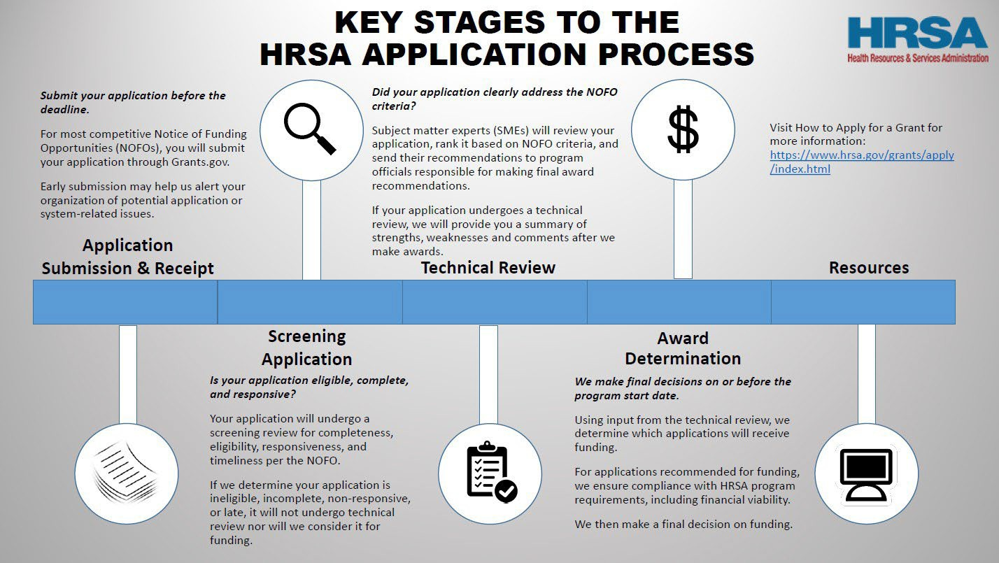 KEY STAGES TO THE
HRSA APPLICATION PROCESS
HRSA
Health Resources & Services Administration
Submit your application before the
deadline.
For most competitive Notice of Funding
Opportunities (NOFOs), you will submit
your application through Grants.gov.
Early submission may help us alert your
organization of potential application or
system-related issues.
Application
Submission & Receipt
Screening
Application
Is your application eligible, complete,
and responsive?
Your application will undergo a
screening review for completeness,
eligibility, responsiveness, and
timeliness per the NOFO.
If we determine your application is
ineligible, incomplete, non-responsive,
or late, it will not undergo technical
review nor will we consider it for
funding.
Did your application clearly address the NOFO
criteria?
Subject matter experts (SMEs) will review your
application, rank it based on NOFO criteria, and
send their recommendations to program
officials responsible for making final award
recommendations.
If your application undergoes a technical
review, we will provide you a summary of
strengths, weaknesses and comments after we
make awards.
Technical Review
$
Award
Determination
We make final decisions on or before the
program start date.
Using input from the technical review, we
determine which applications will receive
funding.
For applications recommended for funding,
we ensure compliance with HRSA program
requirements, including financial viability.
We then make a final decision on funding.
Visit How to Apply for a Grant for
more information:
https://www.hrsa.gov/grants/apply
/index.html
Resources